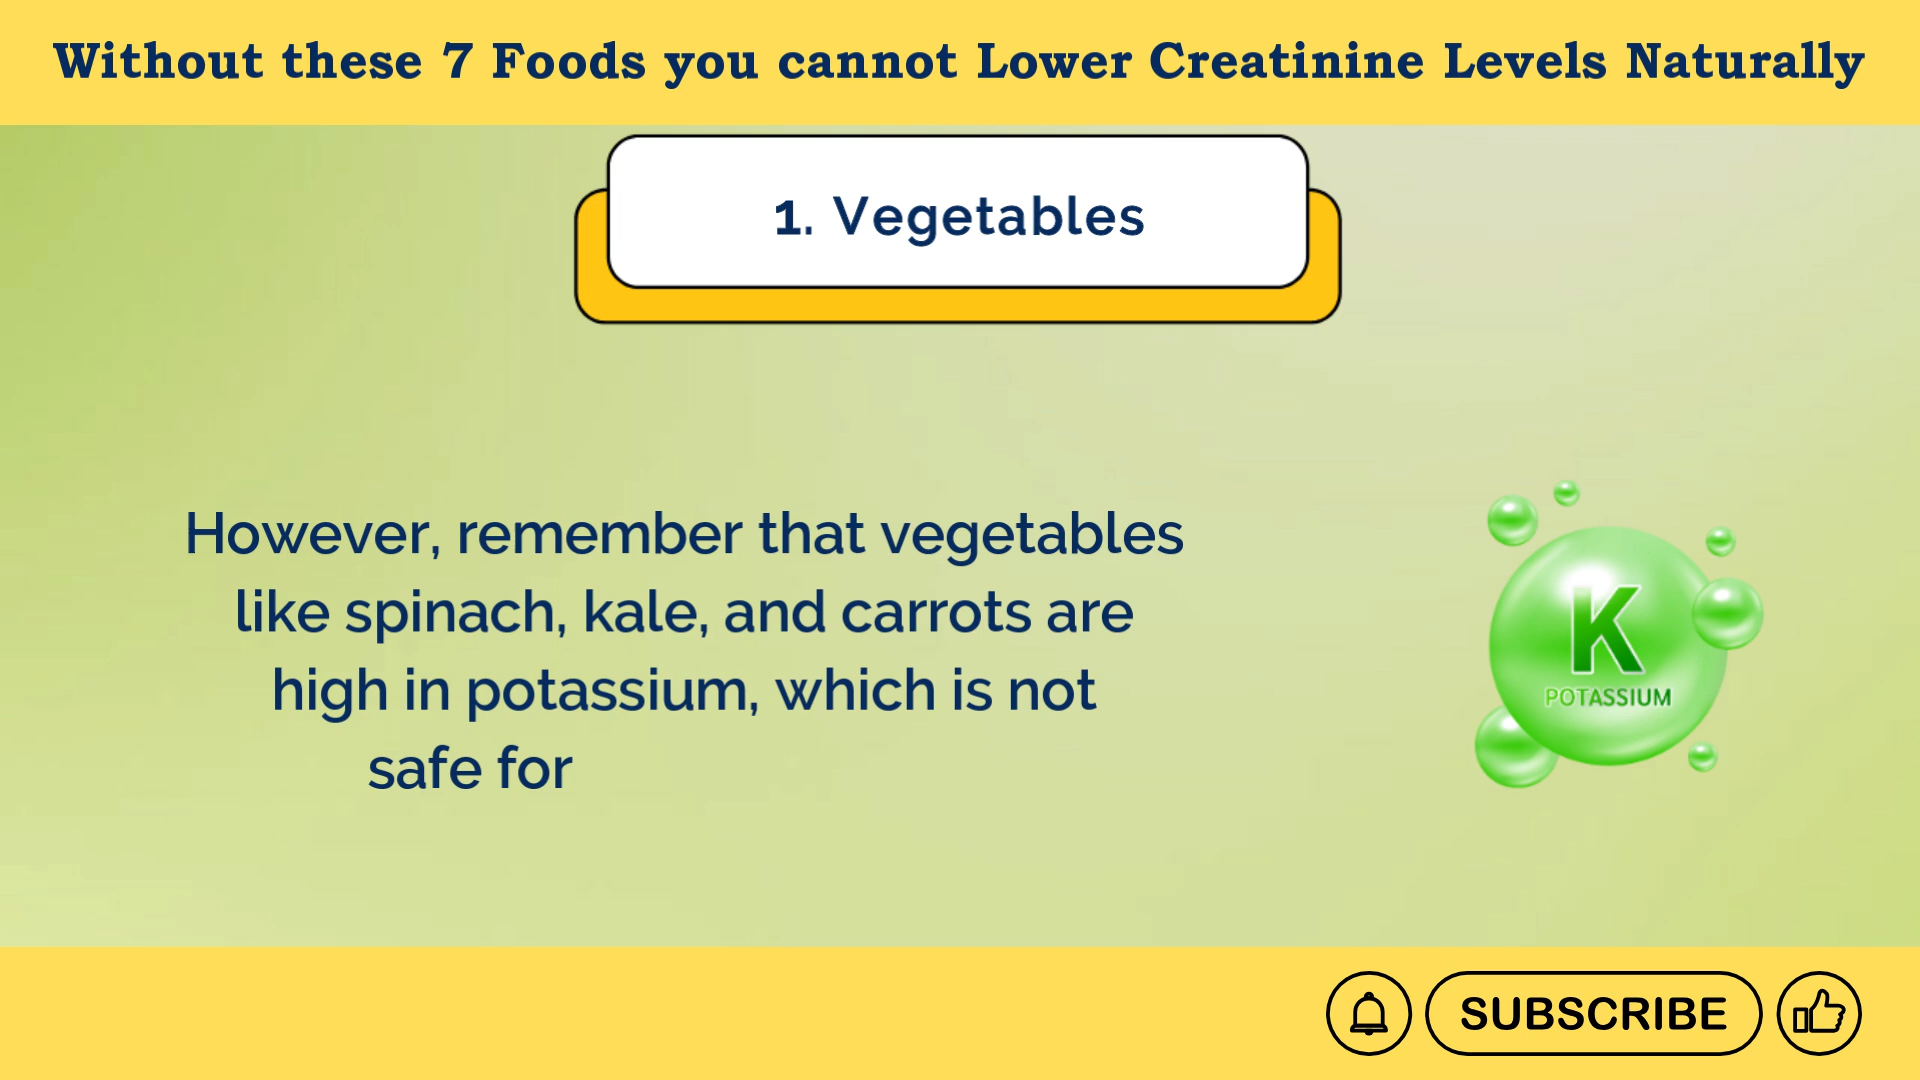 Without these 7 Foods you cannot Lower Creatinine Levels Naturally
1. Vegetables
However, remember that vegetables
like spinach, kale, and carrots are
high in potassium, which is not
safe for
K
POTASSIUM
SUBSCRIBE